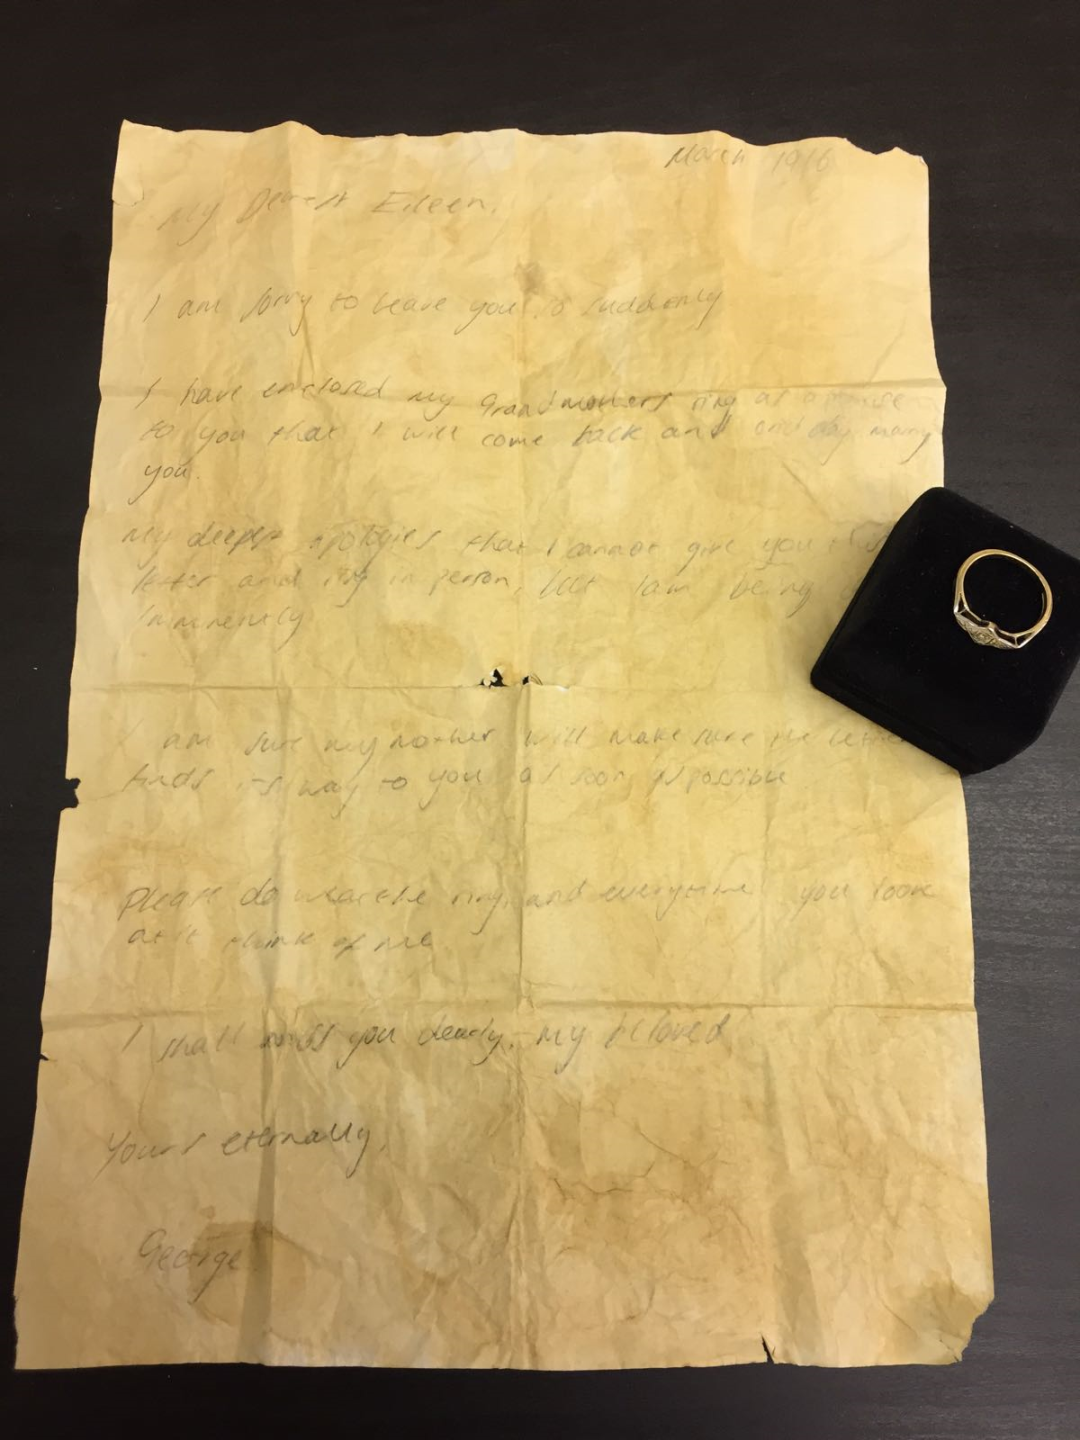 March 1916
My Dearest Eileen,
I am sorry to leave you so suddenly
I have enclosed my Grandmothers ring as a promise
to you that I will come back and one day marry
you.
My deepest apologies that I cannot give you this
letter and ring in person, but I am being
imminently
I am sure my mother will make sure the letter
finds its way to you as soon as possible
Please do wear the ring, and everytime you look
at it think of me
I shall miss you dearly, my beloved
Yours eternally,
George